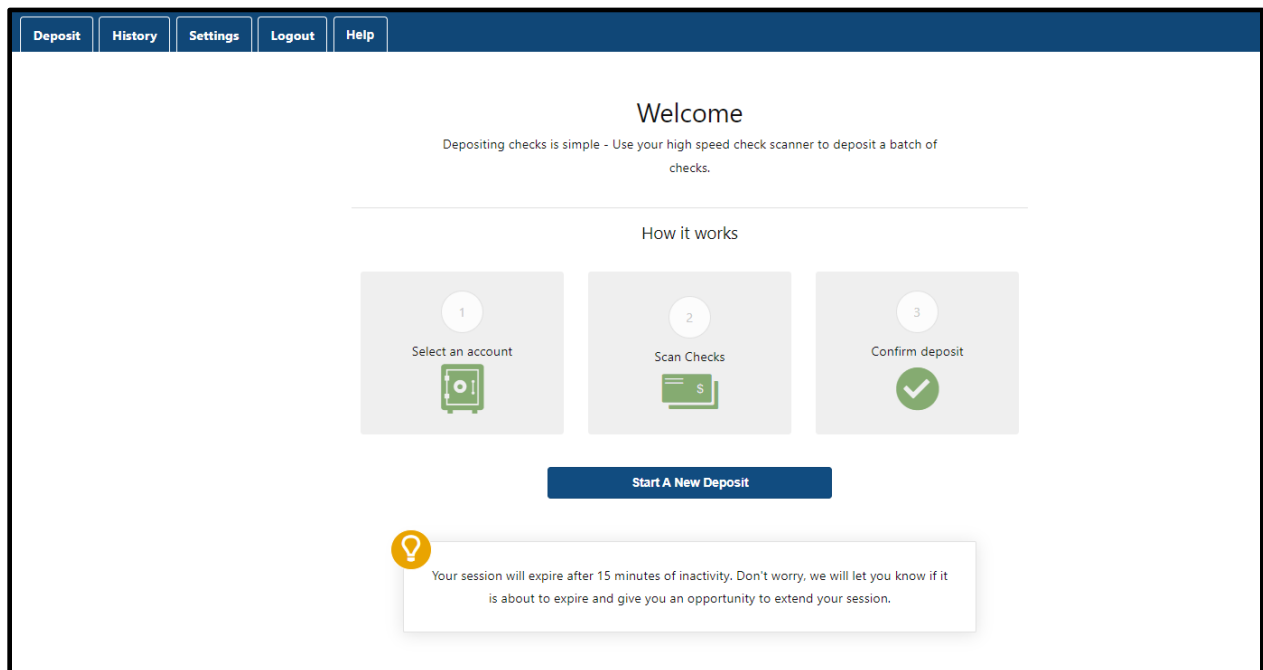 Deposit
History
Settings
Logout
Help
Welcome
Depositing checks is simple - Use your high speed check scanner to deposit a batch of
checks.
How it works
1
Select an account
2
Scan Checks
$
3
Confirm deposit
Start A New Deposit
Your session will expire after 15 minutes of inactivity. Don't worry, we will let you know if it
is about to expire and give you an opportunity to extend your session.